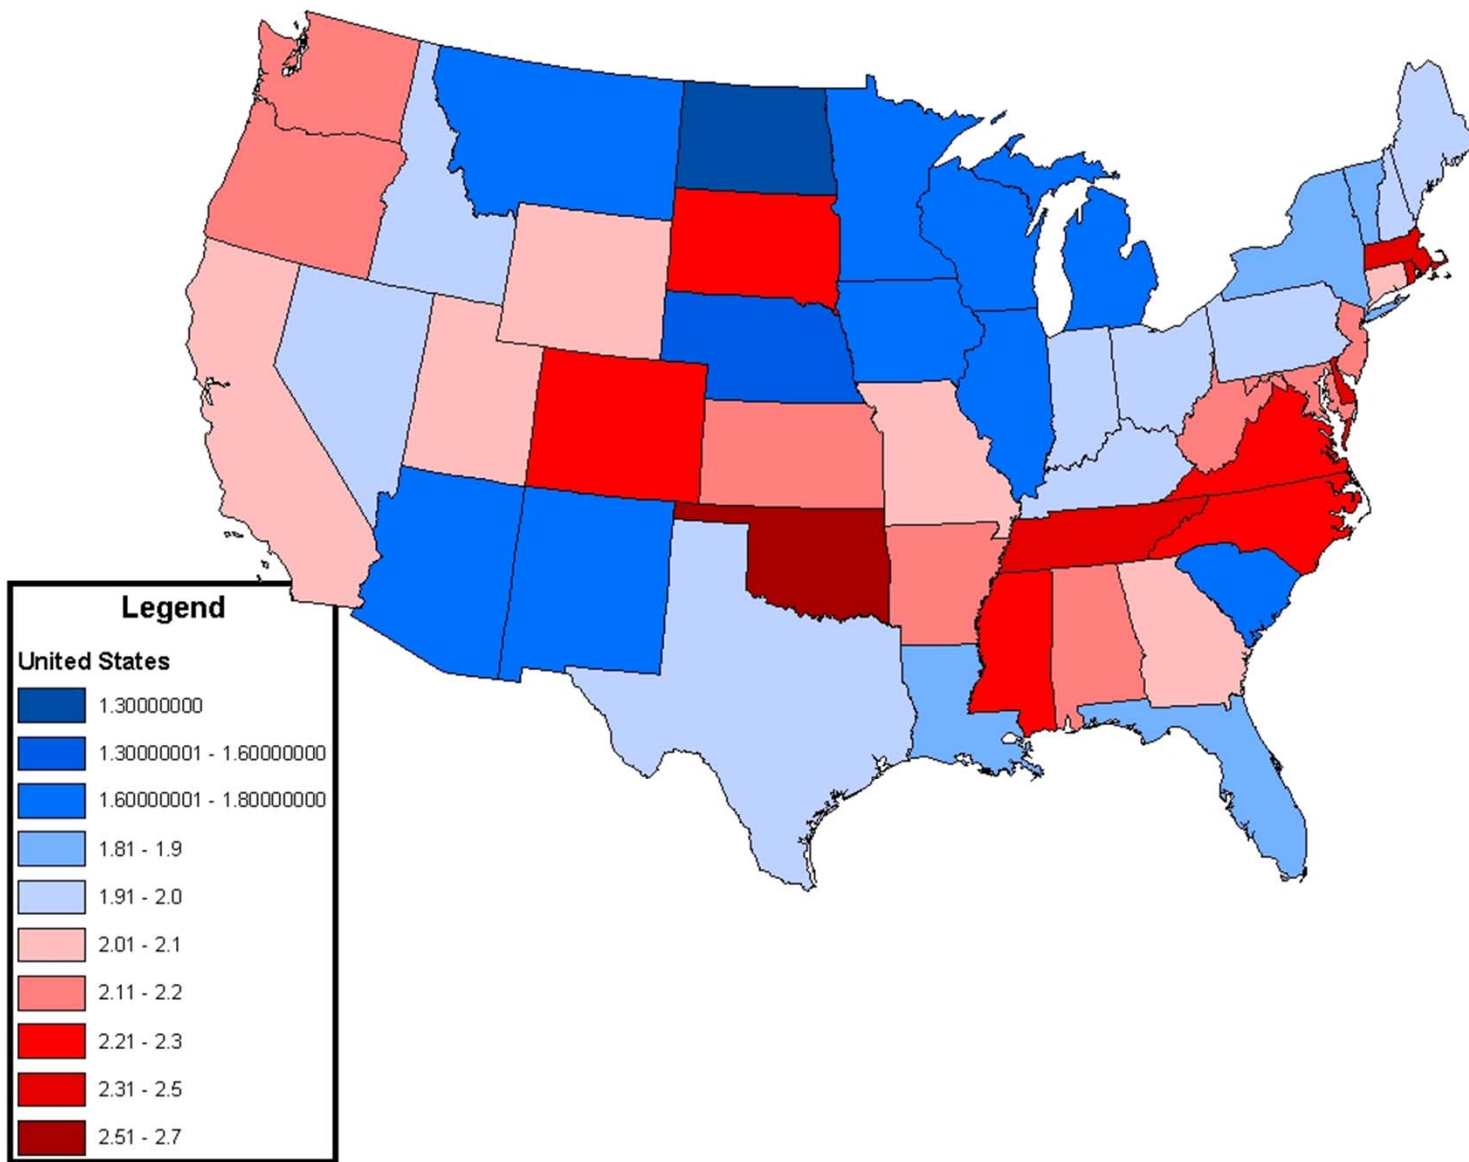 Legend
United States
1.30000000
1.30000001 - 1.60000000
1.60000001 - 1.80000000
1.81 - 1.9
1.91 - 2.0
2.01 - 2.1
2.11 - 2.2
2.21 - 2.3
2.31 - 2.5
2.51 - 2.7